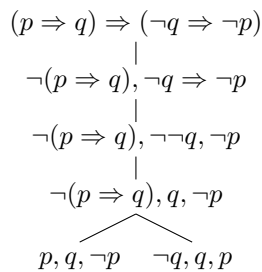 (p ⇒ q) ⇒ (¬q ⇒ ¬p)
¬(p ⇒ q), ¬q ⇒ ¬p
¬(p ⇒ q), ¬¬q, ¬p
¬(p ⇒ q), q, ¬p
p, q, ¬p ¬q, q, p